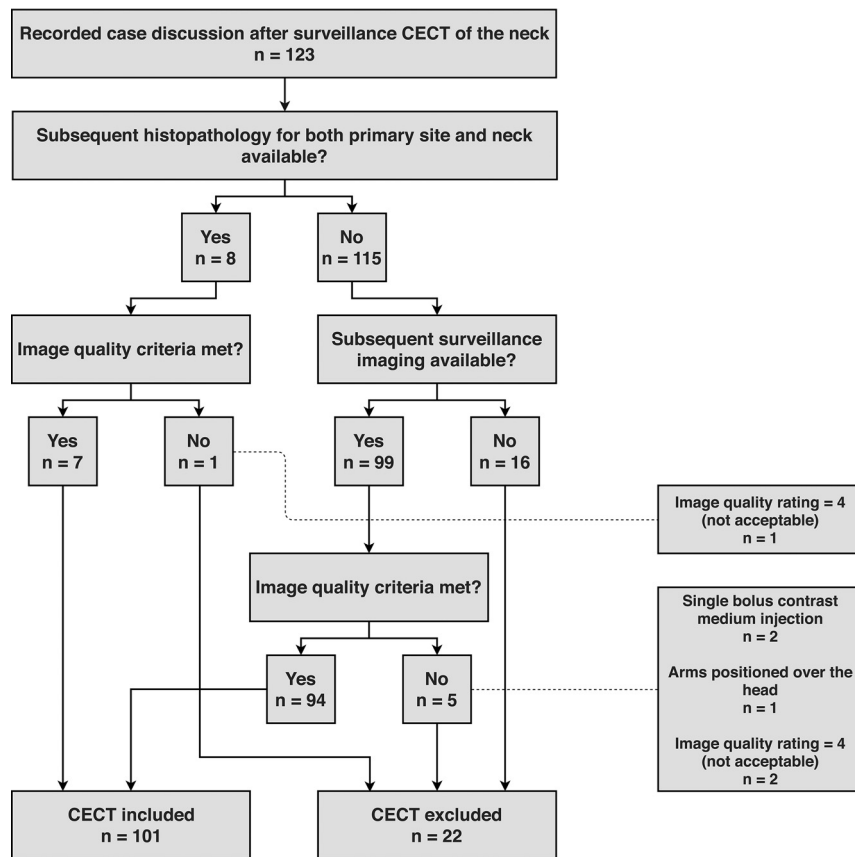 Recorded case discussion after surveillance CECT of the neck
n = 123
Subsequent histopathology for both primary site and neck
available?
Yes
n = 8
No
n = 115
Image quality criteria met?
Subsequent surveillance
imaging available?
Yes
n = 7
No
n = 1
Yes
n = 99
No
n = 16
Image quality rating = 4
(not acceptable)
n = 1
Image quality criteria met?
Single bolus contrast
medium injection
n = 2
Arms positioned over the
head
n = 1
Image quality rating = 4
(not acceptable)
n = 2
Yes
n = 94
No
n = 5
CECT included
n = 101
CECT excluded
n = 22